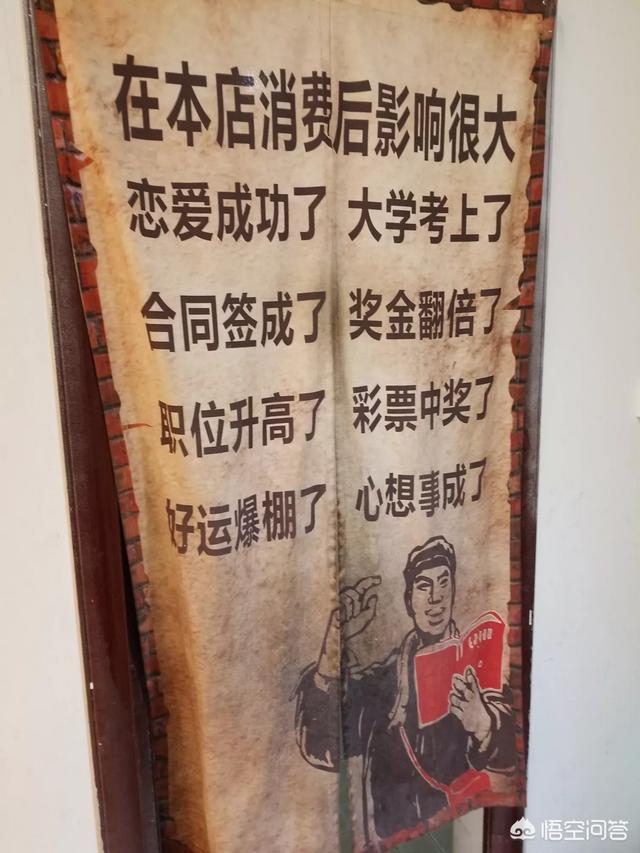 在本店消费后影响很大
恋爱成功了 大学考上了
合同签成了 奖金翻倍了
职位升高了 彩票中奖了
好运爆棚了 心想事成了
悟空问答